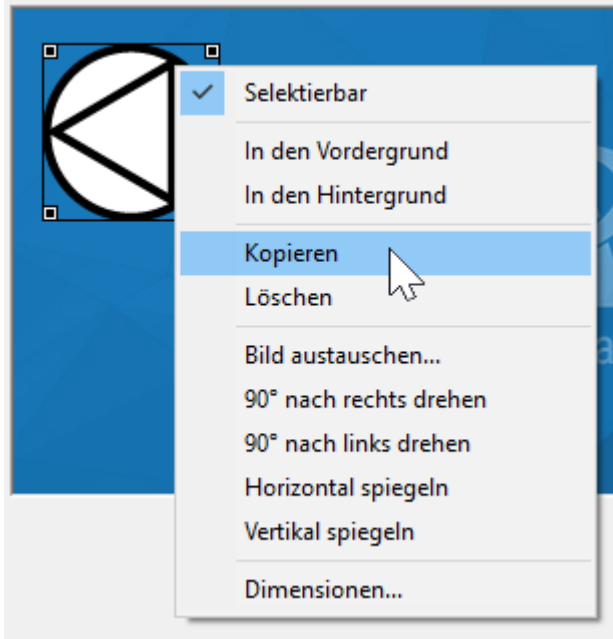 Selektierbar
In den Vordergrund
In den Hintergrund
Kopieren
Löschen
Bild austauschen...
90° nach rechts drehen
90° nach links drehen
Horizontal spiegeln
Vertikal spiegeln
Dimensionen...